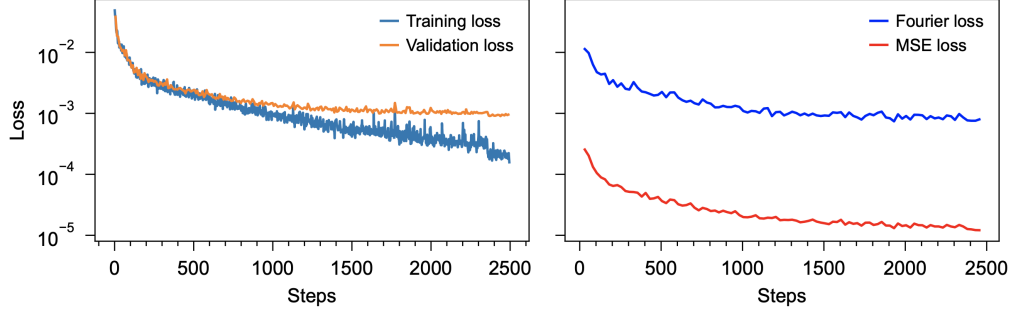 Training loss
Validation loss
Loss
10⁻²
10⁻³
10⁻⁴
10⁻⁵
0 500 1000 1500 2000 2500
Steps
Fourier loss
MSE loss
0 500 1000 1500 2000 2500
Steps